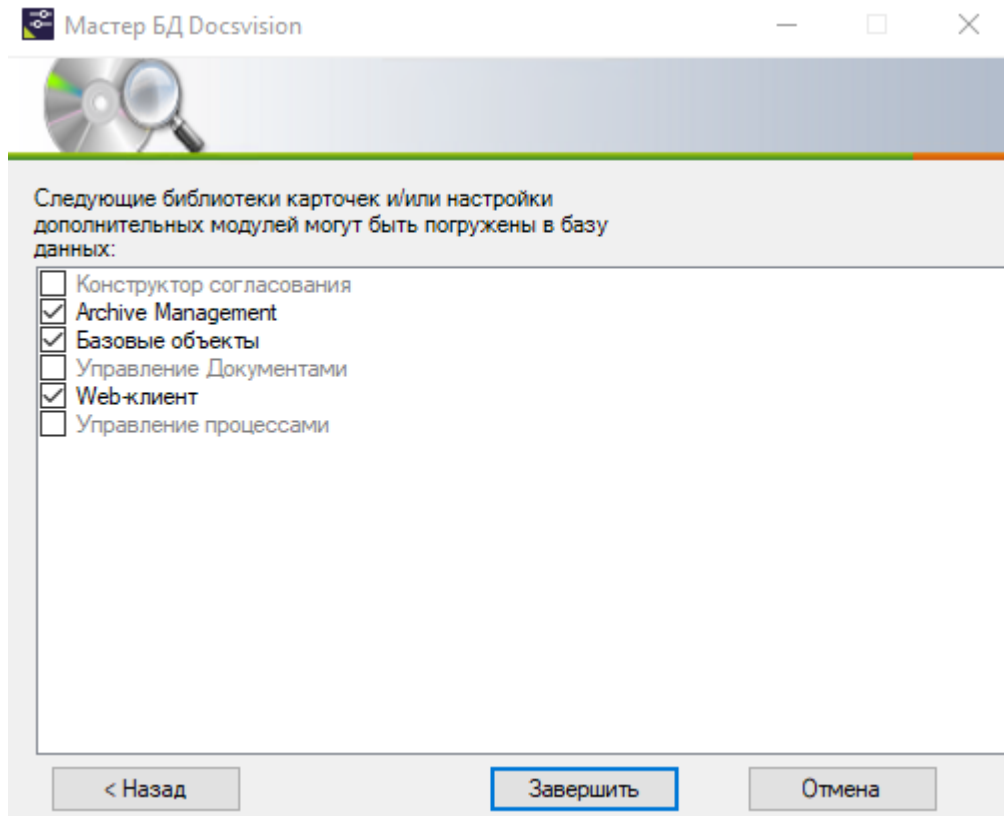 Мастер БД Docsvision
Следующие библиотеки карточек и/или настройки
дополнительных модулей могут быть погружены в базу
данных:
Конструктор согласования
Archive Management
Базовые объекты
Управление Документами
Web-клиент
Управление процессами
< Назад
Завершить
Отмена